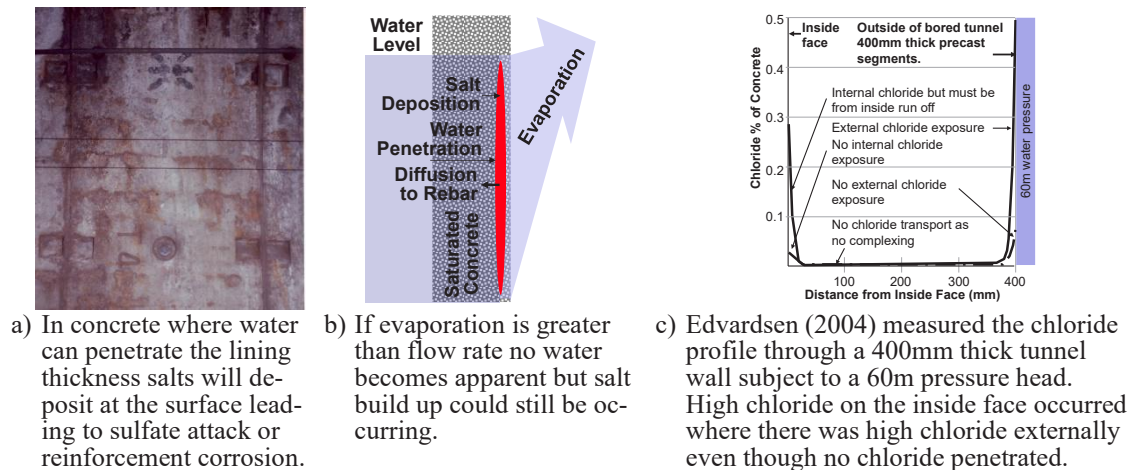 Water
Level
Salt
Deposition
Water
Penetration
Diffusion
to Rebar
Saturated
Concrete
Evaporation
0.5
0.4
0.3
0.2
0.1
Chloride % of Concrete
Inside
face
Outside of bored tunnel
400mm thick precast
segments.
Internal chloride but must be
from inside run off
External chloride exposure
No internal chloride
exposure
No external chloride
exposure
No chloride transport as
no complexing
60m water pressure
100 200 300 400
Distance from Inside Face (mm)
a) In concrete where water
can penetrate the lining
thickness salts will de-
posit at the surface lead-
ing to sulfate attack or
reinforcement corrosion.
b) If evaporation is greater
than flow rate no water
becomes apparent but salt
build up could still be oc-
curring.
c) Edvardsen (2004) measured the chloride
profile through a 400mm thick tunnel
wall subject to a 60m pressure head.
High chloride on the inside face occurred
where there was high chloride externally
even though no chloride penetrated.